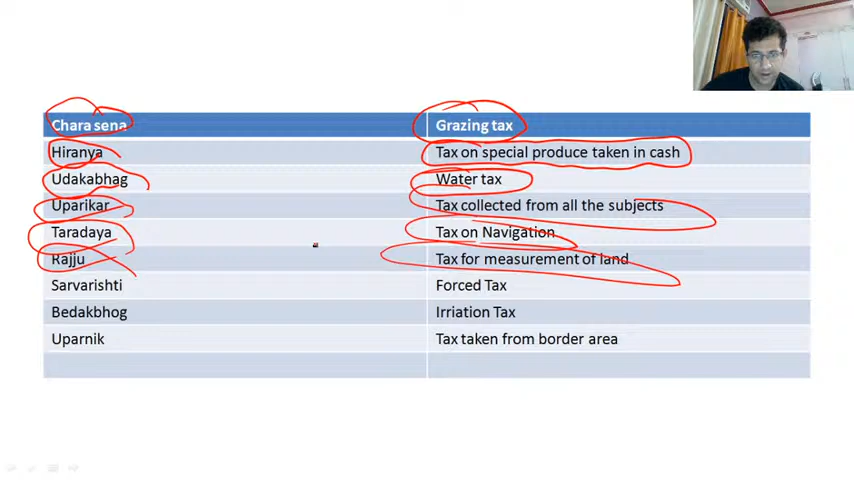 Chara sena Grazing tax
Hiranya Tax on special produce taken in cash
Udakabhag Water tax
Uparikar Tax collected from all the subjects
Taradaya Tax on Navigation
Rajju Tax for measurement of land
Sarvarishti Forced Tax
Bedakbhog Irriation Tax
Uparnik Tax taken from border area